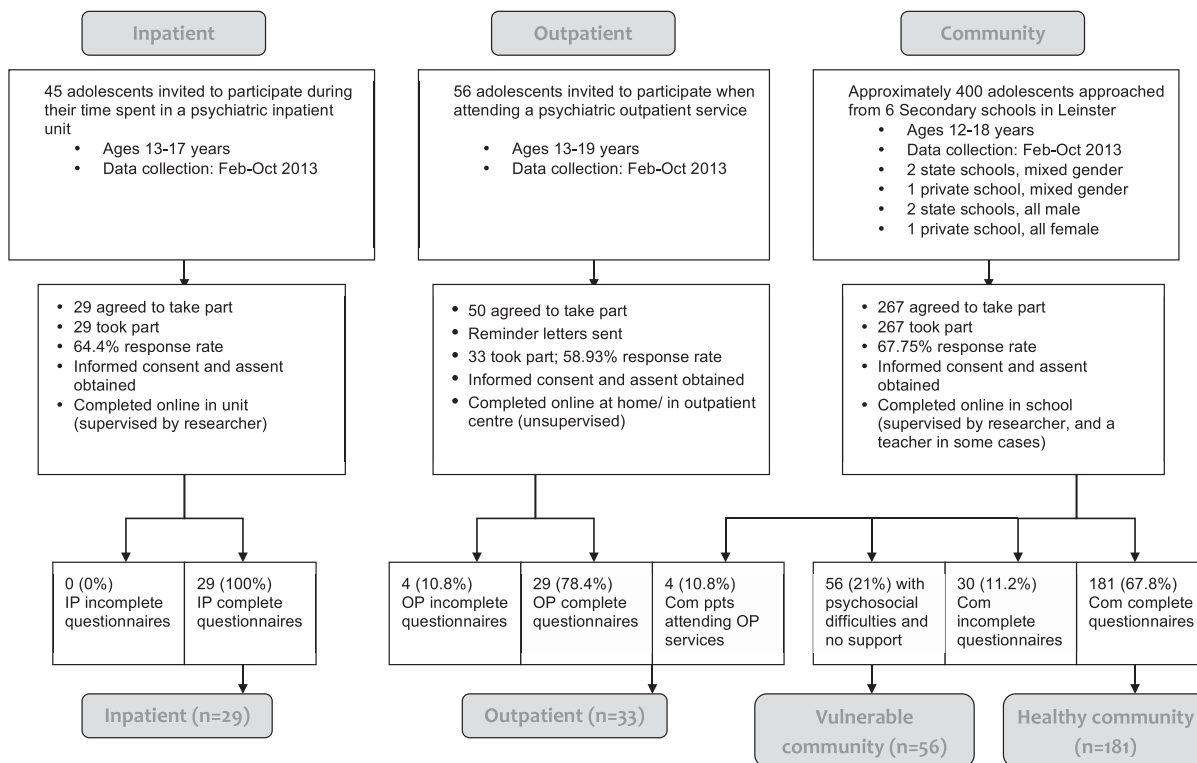 Inpatient
Outpatient
Community
45 adolescents invited to participate during
their time spent in a psychiatric inpatient
unit
• Ages 13-17 years
• Data collection: Feb-Oct 2013
56 adolescents invited to participate when
attending a psychiatric outpatient service
• Ages 13-19 years
• Data collection: Feb-Oct 2013
Approximately 400 adolescents approached
from 6 Secondary schools in Leinster
• Ages 12-18 years
• Data collection: Feb-Oct 2013
• 2 state schools, mixed gender
• 1 private school, mixed gender
• 2 state schools, all male
• 1 private school, all female
• 29 agreed to take part
• 29 took part
• 64.4% response rate
• Informed consent and assent
obtained
• Completed online in unit
(supervised by researcher)
• 50 agreed to take part
• Reminder letters sent
• 33 took part; 58.93% response rate
• Informed consent and assent obtained
• Completed online at home/ in outpatient
centre (unsupervised)
• 267 agreed to take part
• 267 took part
• 67.75% response rate
• Informed consent and assent
obtained
• Completed online in school
(supervised by researcher, and a
teacher in some cases)
0 (0%)
IP incomplete
questionnaires
29 (100%)
IP complete
questionnaires
4 (10.8%)
OP incomplete
questionnaires
29 (78.4%)
OP complete
questionnaires
4 (10.8%)
Com ppts
attending OP
services
56 (21%) with
psychosocial
difficulties and
no support
30 (11.2%)
Com
incomplete
questionnaires
181 (67.8%)
Com complete
questionnaires
Inpatient (n=29)
Outpatient (n=33)
Vulnerable
community (n=56)
Healthy community
(n=181)